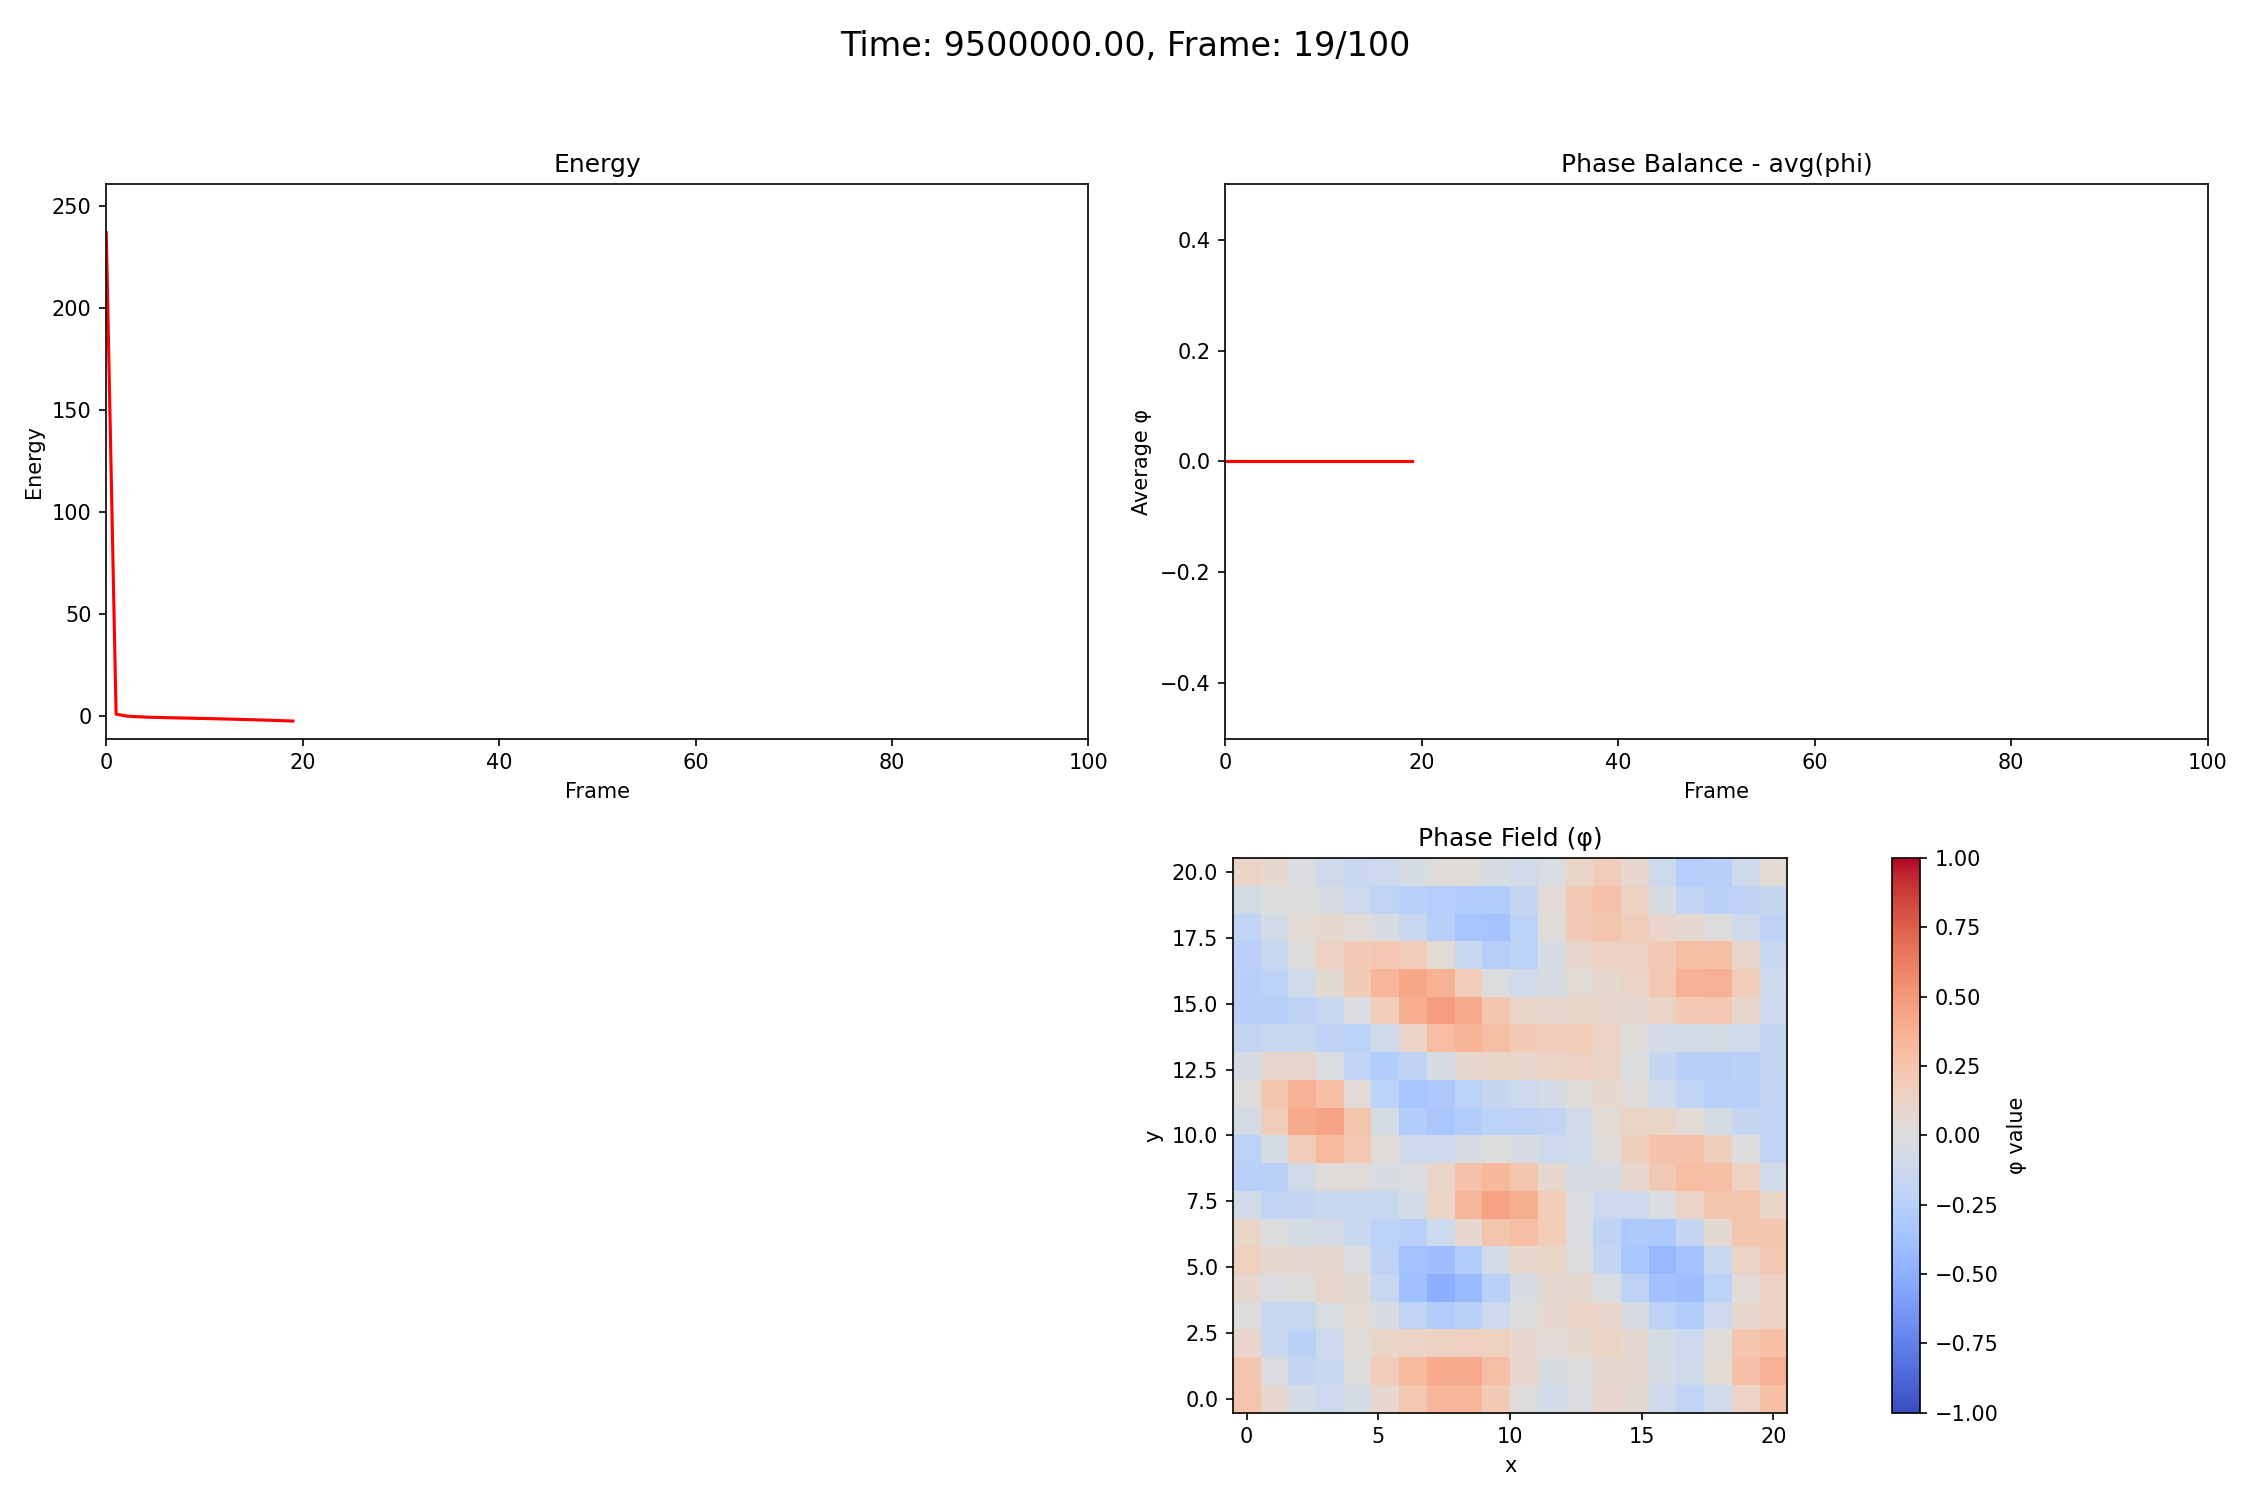 Time: 9500000.00, Frame: 19/100
Energy
250
200
150
100
50
0
Energy
0 20 40 60 80 100
Frame
Phase Balance - avg(phi)
0.4
0.2
0.0
−0.2
−0.4
Average φ
0 20 40 60 80 100
Frame
Phase Field (φ)
20.0
17.5
15.0
12.5
10.0
7.5
5.0
2.5
0.0
y
0 5 10 15 20
x
1.00
0.75
0.50
0.25
0.00
−0.25
−0.50
−0.75
−1.00
φ value